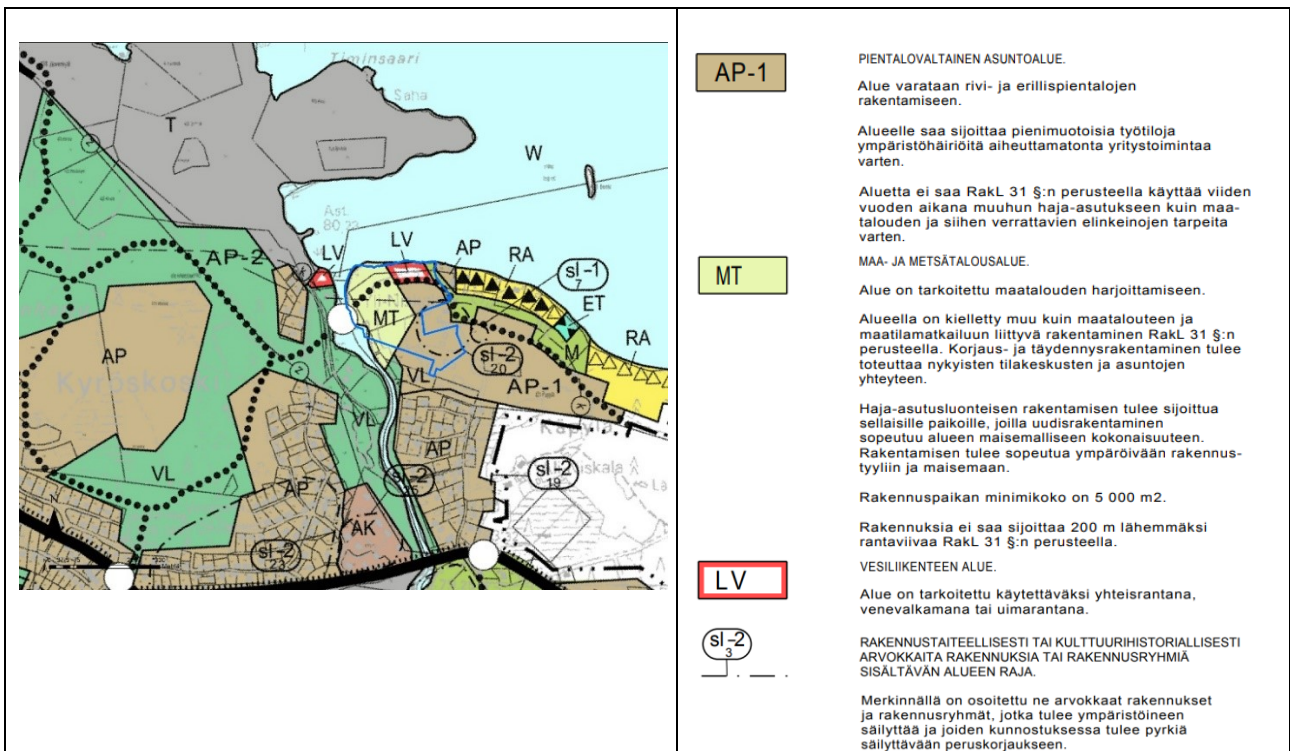 Timinsaari
Saha
T
W
Ast.
80.
LV
LV
AP
RA
AP-2
sl-1
7
ET
MT
AP
M
RA
sl-2
20
VL
AP-1
Kyröskos
VL
Käpylä
AP
VL
sl-2
skala
AP
sl-2
19
AK
N
sl-2
23
AP-1
PIENTALOVALTAINEN ASUNTOALUE.
Alue varataan rivi- ja erillispientalojen
rakentamiseen.
Alueelle saa sijoittaa pienimuotoisia työtiloja
ympäristöhäiriöitä aiheuttamatonta yritystoimintaa
varten.
Aluetta ei saa RakL 31 §:n perusteella käyttää viiden
vuoden aikana muuhun haja-asutukseen kuin maa-
talouden ja siihen verrattavien elinkeinojen tarpeita
varten.
MT
MAA- JA METSÄTALOUSALUE.
Alue on tarkoitettu maatalouden harjoittamiseen.
Alueella on kielletty muu kuin maatalouteen ja
maatilamatkailuun liittyvä rakentaminen RakL 31 §:n
perusteella. Korjaus- ja täydennysrakentaminen tulee
toteuttaa nykyisten tilakeskusten ja asuntojen
yhteyteen.
Haja-asutusluonteisen rakentamisen tulee sijoittua
sellaisille paikoille, joilla uudisrakentaminen
sopeutuu alueen maisemalliseen kokonaisuuteen.
Rakentamisen tulee sopeutua ympäröivään rakennus-
tyyliin ja maisemaan.
Rakennuspaikan minimikoko on 5 000 m2.
Rakennuksia ei saa sijoittaa 200 m lähemmäksi
rantaviivaa RakL 31 §:n perusteella.
LV
VESILIIKENTEEN ALUE.
Alue on tarkoitettu käytettäväksi yhteisrantana,
venevalkamana tai uimarantana.
sl-2
3
RAKENNUSTAITEELLISESTI TAI KULTTUURIHISTORIALLISESTI
ARVOKKAITA RAKENNUKSIA TAI RAKENNUSRYHMIÄ
SISÄLTÄVÄN ALUEEN RAJA.
Merkinnällä on osoitettu ne arvokkaat rakennukset
ja rakennusryhmät, jotka tulee ympäristöineen
säilyttää ja joiden kunnostuksessa tulee pyrkiä
säilyttävään peruskorjaukseen.